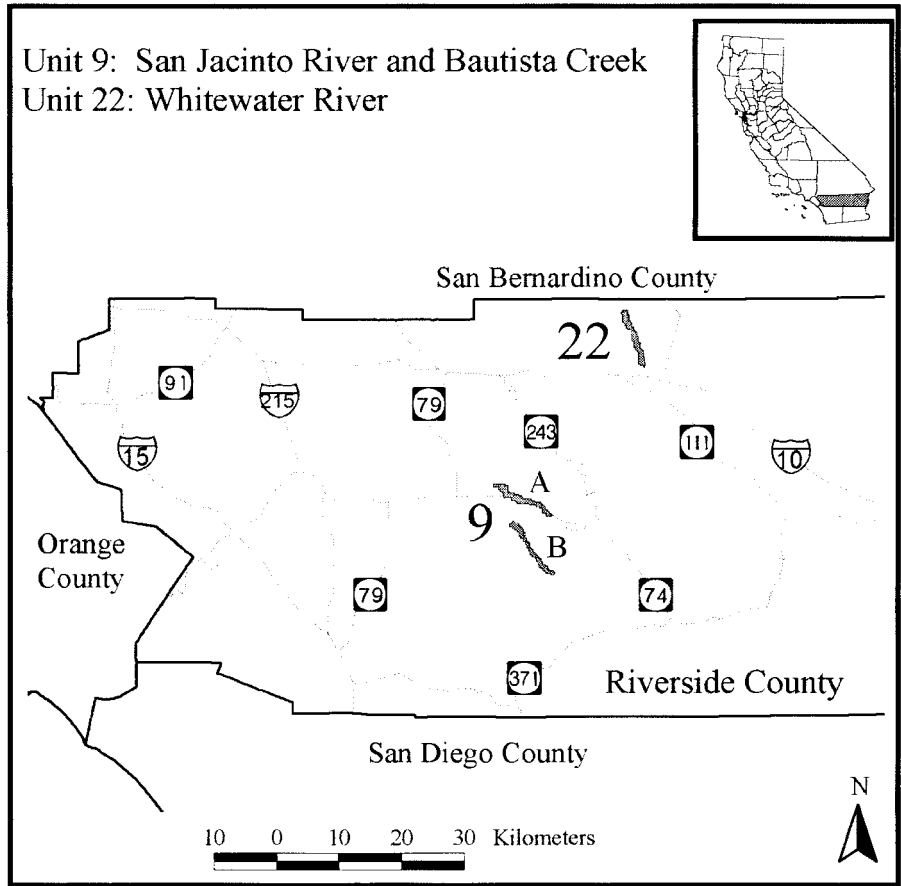 Unit 9: San Jacinto River and Bautista Creek
Unit 22: Whitewater River
San Bernardino County
22
91
215
79
243
111
15
10
A
9
B
Orange
County
79
74
371
Riverside County
San Diego County
N
10 0 10 20 30 Kilometers